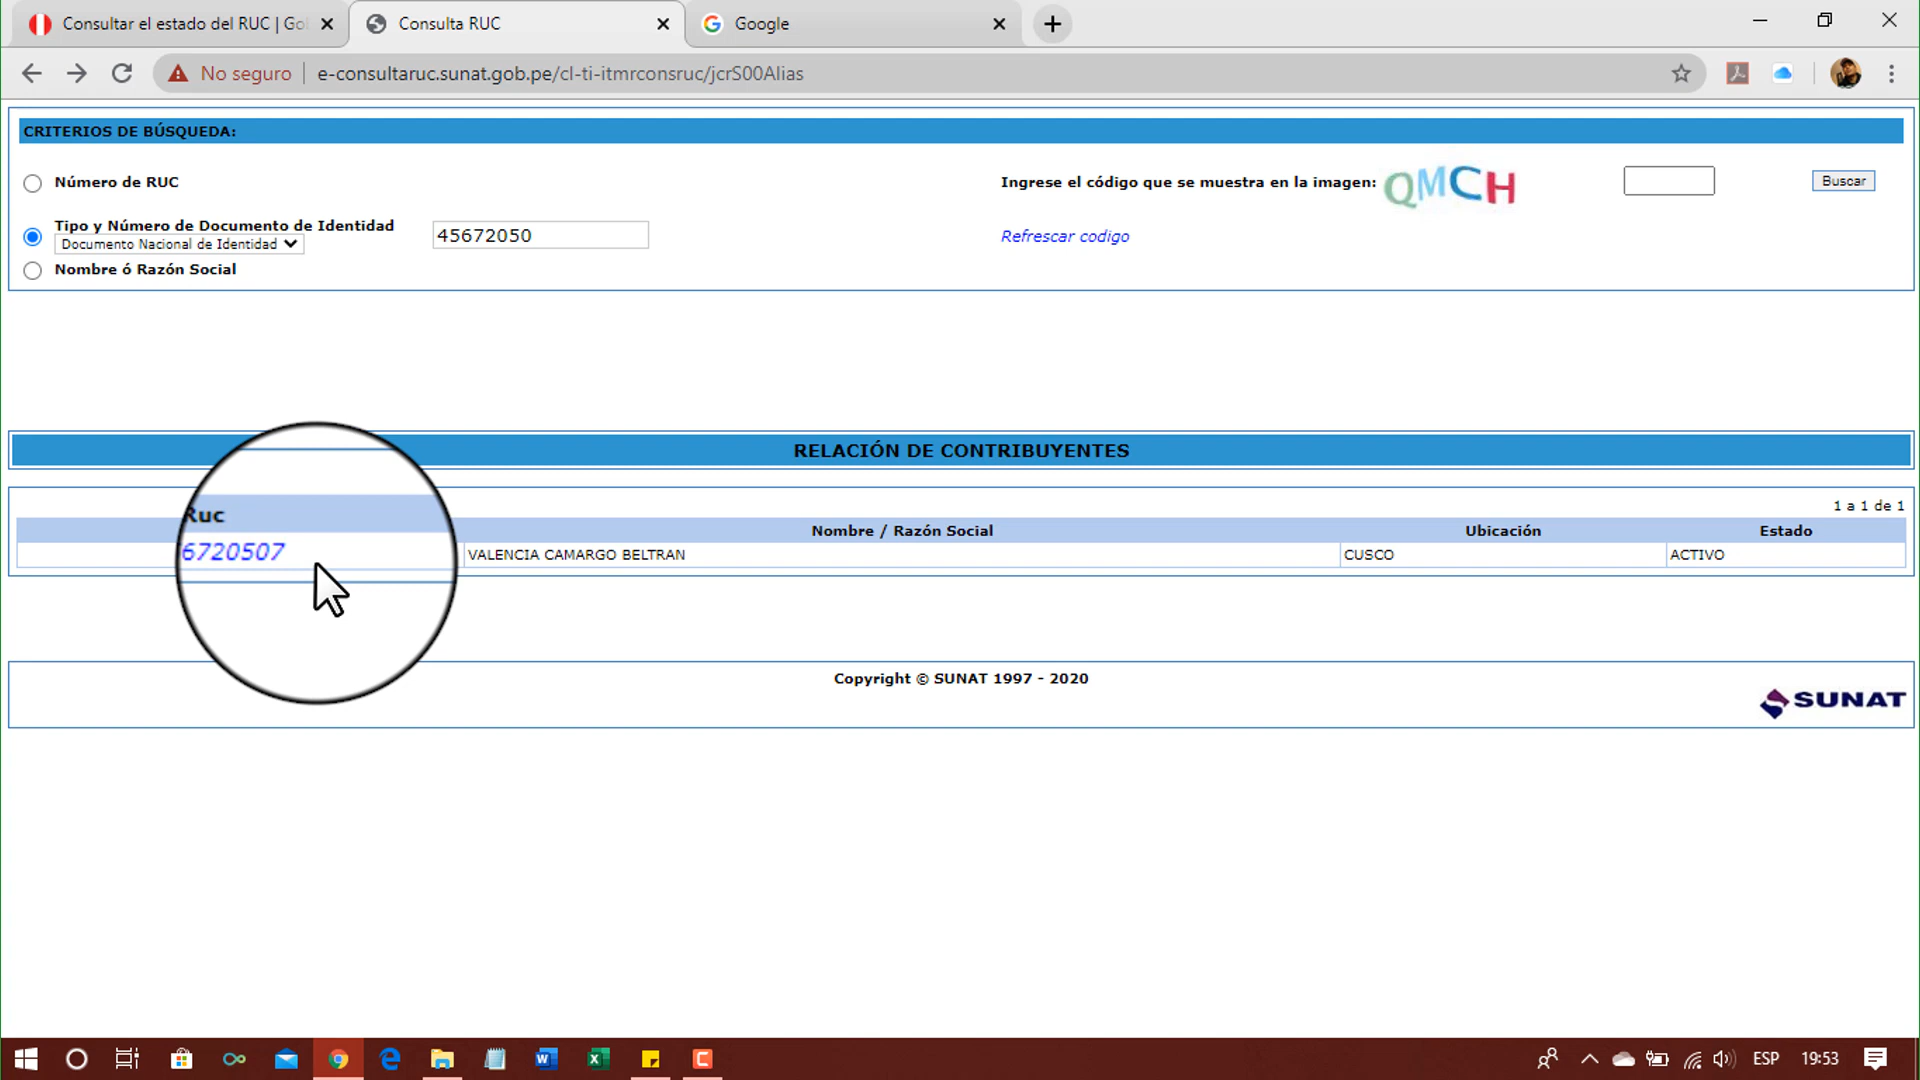 Consultar el estado del RUC | Go
Consulta RUC
Google
No seguro
e-consultaruc.sunat.gob.pe/cl-ti-itmrconsruc/jcrS00Alias
CRITERIOS DE BÚSQUEDA:
Número de RUC
Ingrese el código que se muestra en la imagen:
QMCH
Buscar
Tipo y Número de Documento de Identidad
Documento Nacional de Identidad
45672050
Refrescar codigo
Nombre ó Razón Social
RELACIÓN DE CONTRIBUYENTES
1 a 1 de 1
Ruc
Nombre / Razón Social
Ubicación
Estado
6720507
VALENCIA CAMARGO BELTRAN
CUSCO
ACTIVO
Copyright © SUNAT 1997 - 2020
SUNAT
ESP
19:53